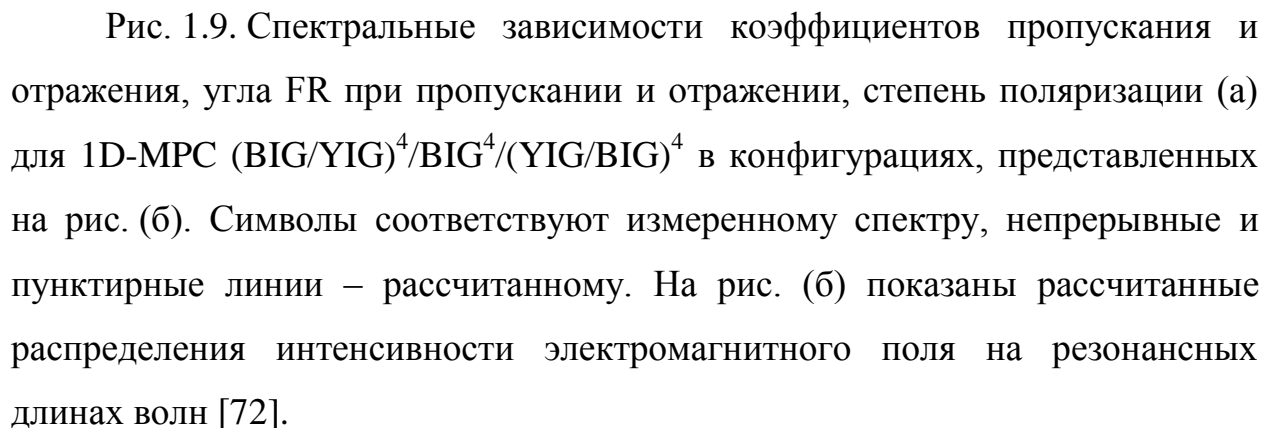 Рис. 1.9. Спектральные зависимости коэффициентов пропускания и
отражения, угла FR при пропускании и отражении, степень поляризации (а)
для 1D-MPC (BIG/YIG)⁴/BIG⁴/(YIG/BIG)⁴ в конфигурациях, представленных
на рис. (б). Символы соответствуют измеренному спектру, непрерывные и
пунктирные линии – рассчитанному. На рис. (б) показаны рассчитанные
распределения интенсивности электромагнитного поля на резонансных
длинах волн [72].